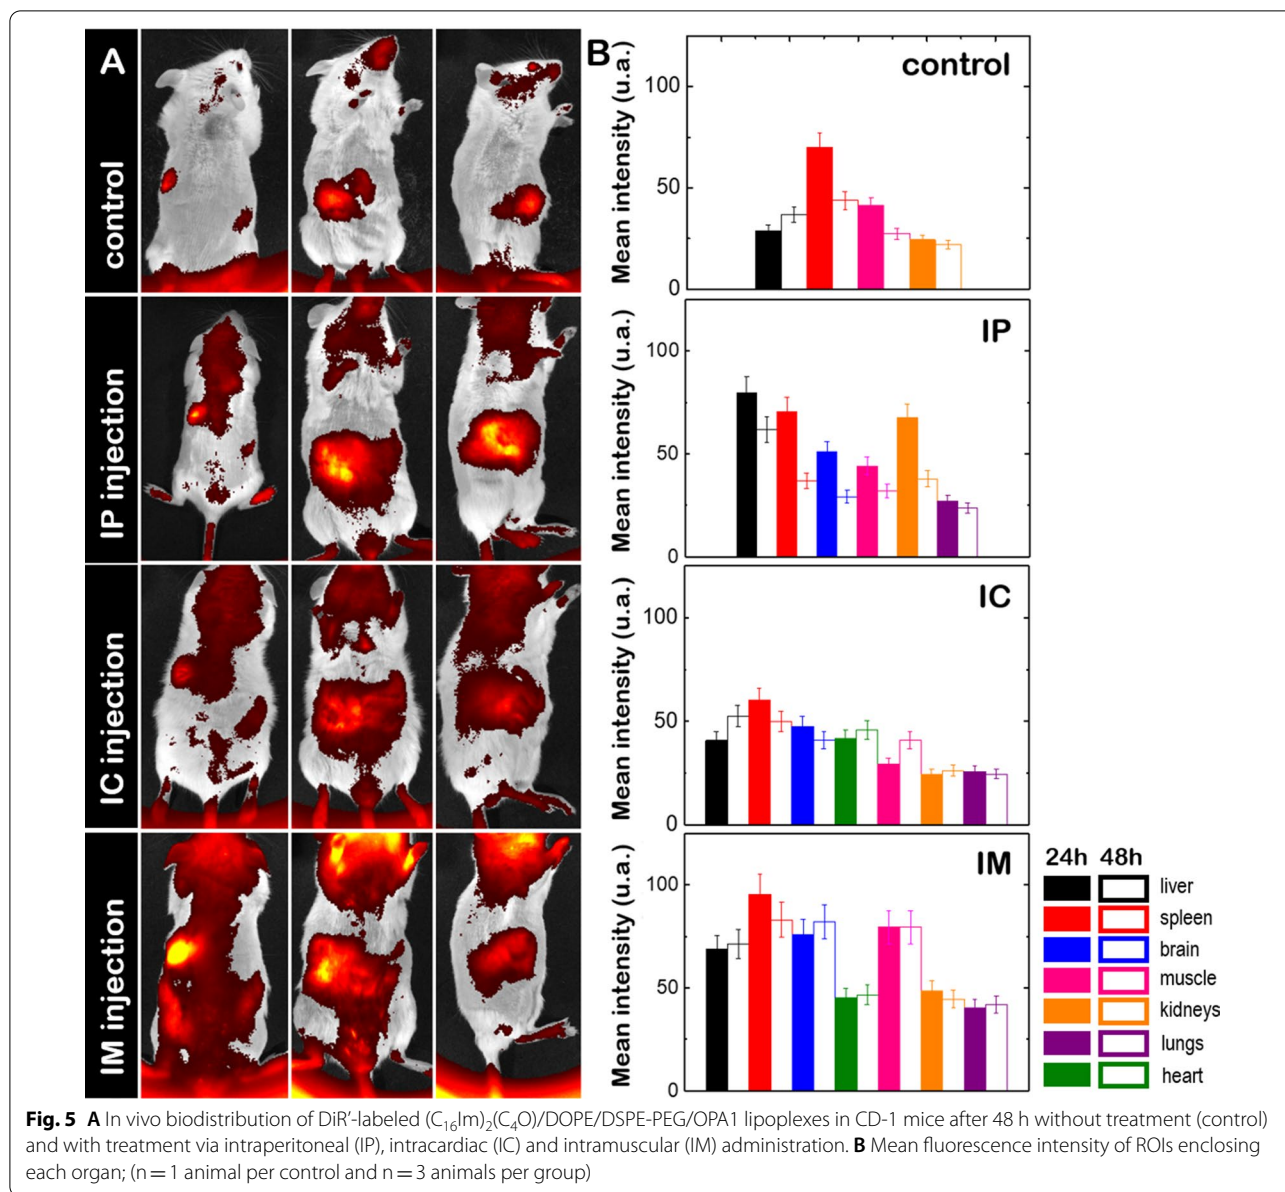 A
control
IP injection
IC injection
IM injection
B
control
Mean intensity (u.a.)
100
50
0
IP
Mean intensity (u.a.)
100
50
0
IC
Mean intensity (u.a.)
100
50
0
IM
Mean intensity (u.a.)
100
50
0
24h 48h
liver
spleen
brain
muscle
kidneys
lungs
heart
Fig. 5 A In vivo biodistribution of DiR’-labeled (C₁₆Im)₂(C₄O)/DOPE/DSPE-PEG/OPA1 lipoplexes in CD-1 mice after 48 h without treatment (control)
and with treatment via intraperitoneal (IP), intracardiac (IC) and intramuscular (IM) administration. B Mean fluorescence intensity of ROIs enclosing
each organ; (n = 1 animal per control and n = 3 animals per group)